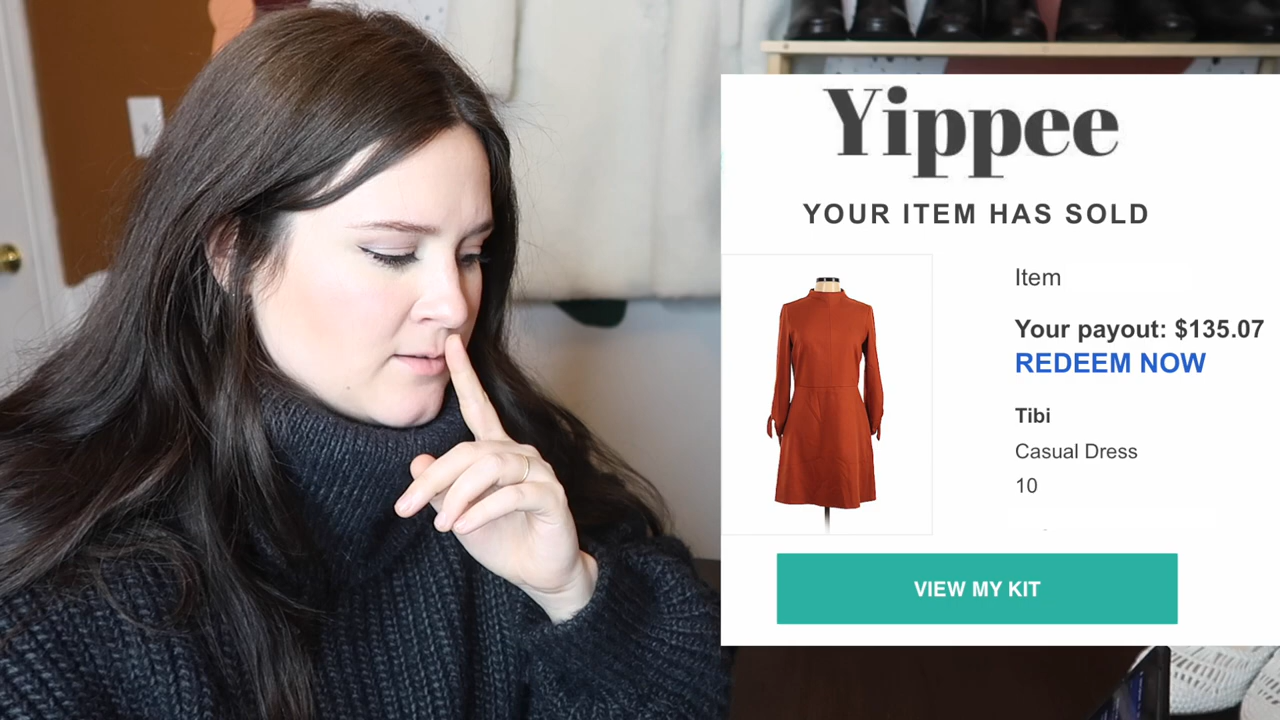 Yippee
YOUR ITEM HAS SOLD
Item
Your payout: $135.07
REDEEM NOW
Tibi
Casual Dress
10
VIEW MY KIT